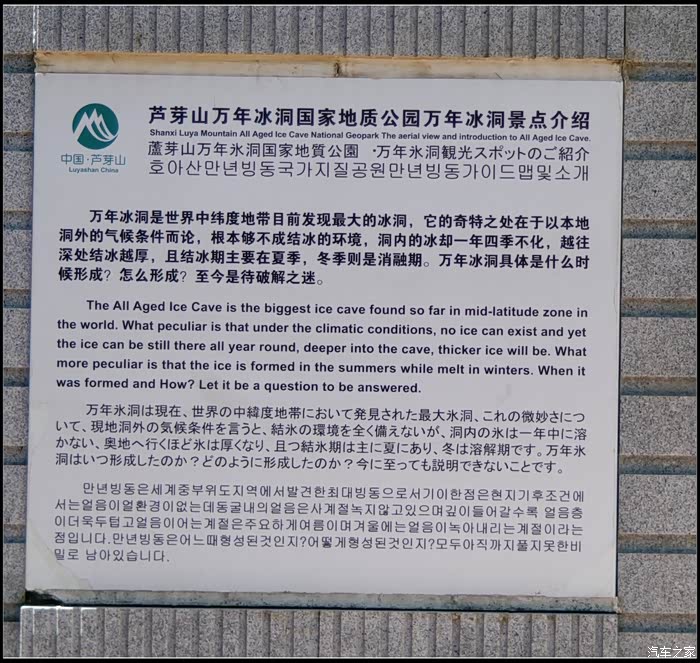 芦芽山万年冰洞国家地质公园万年冰洞景点介绍
Shanxi Luya Mountain All Aged Ice Cave National Geopark The aerial view and introduction to All Aged Ice Cave.
蘆芽山万年氷洞国家地質公園 ·万年氷洞観光スポットのご紹介
호아산만년빙동국가지질공원만년빙동가이드맵및소개
中国·芦芽山
Luyashan China
万年冰洞是世界中纬度地带目前发现最大的冰洞，它的奇特之处在于以本地
洞外的气候条件而论，根本够不成结冰的环境，洞内的冰却一年四季不化，越往
深处结冰越厚，且结冰期主要在夏季，冬季则是消融期。万年冰洞具体是什么时
候形成？怎么形成？至今是待破解之迷。
The All Aged Ice Cave is the biggest ice cave found so far in mid-latitude zone in
the world. What peculiar is that under the climatic conditions, no ice can exist and yet
the ice can be still there all year round, deeper into the cave, thicker ice will be. What
more peculiar is that the ice is formed in the summers while melt in winters. When it
was formed and How? Let it be a question to be answered.
万年氷洞は現在、世界の中緯度地帯において発見された最大氷洞、これの微妙さにつ
いて、現地洞外の気候条件を言うと、結氷の環境を全く備えないが、洞内の氷は一年中に溶
かない、奥地へ行くほど氷は厚くなり、且つ結氷期は主に夏にあり、冬は溶解期です。万年氷
洞はいつ形成したのか？どのように形成したのか？今に至っても説明できないことです。
만년빙동은세계중부위도지역에서발견한최대빙동으로서기이한점은현지기후조건에
서는얼음이얼환경이없는데동굴내의얼음은사계절녹지않고있으며깊이들어갈수록 얼음층
이더욱두텁고얼음이어는계절은주요하게여름이며겨울에는얼음이녹아내리는계절이라는
점입니다.만년빙동은어느때형성된것인지?어떻게형성된것인지?모두아직까지풀지못한비
밀로 남아있습니다.
汽车之家